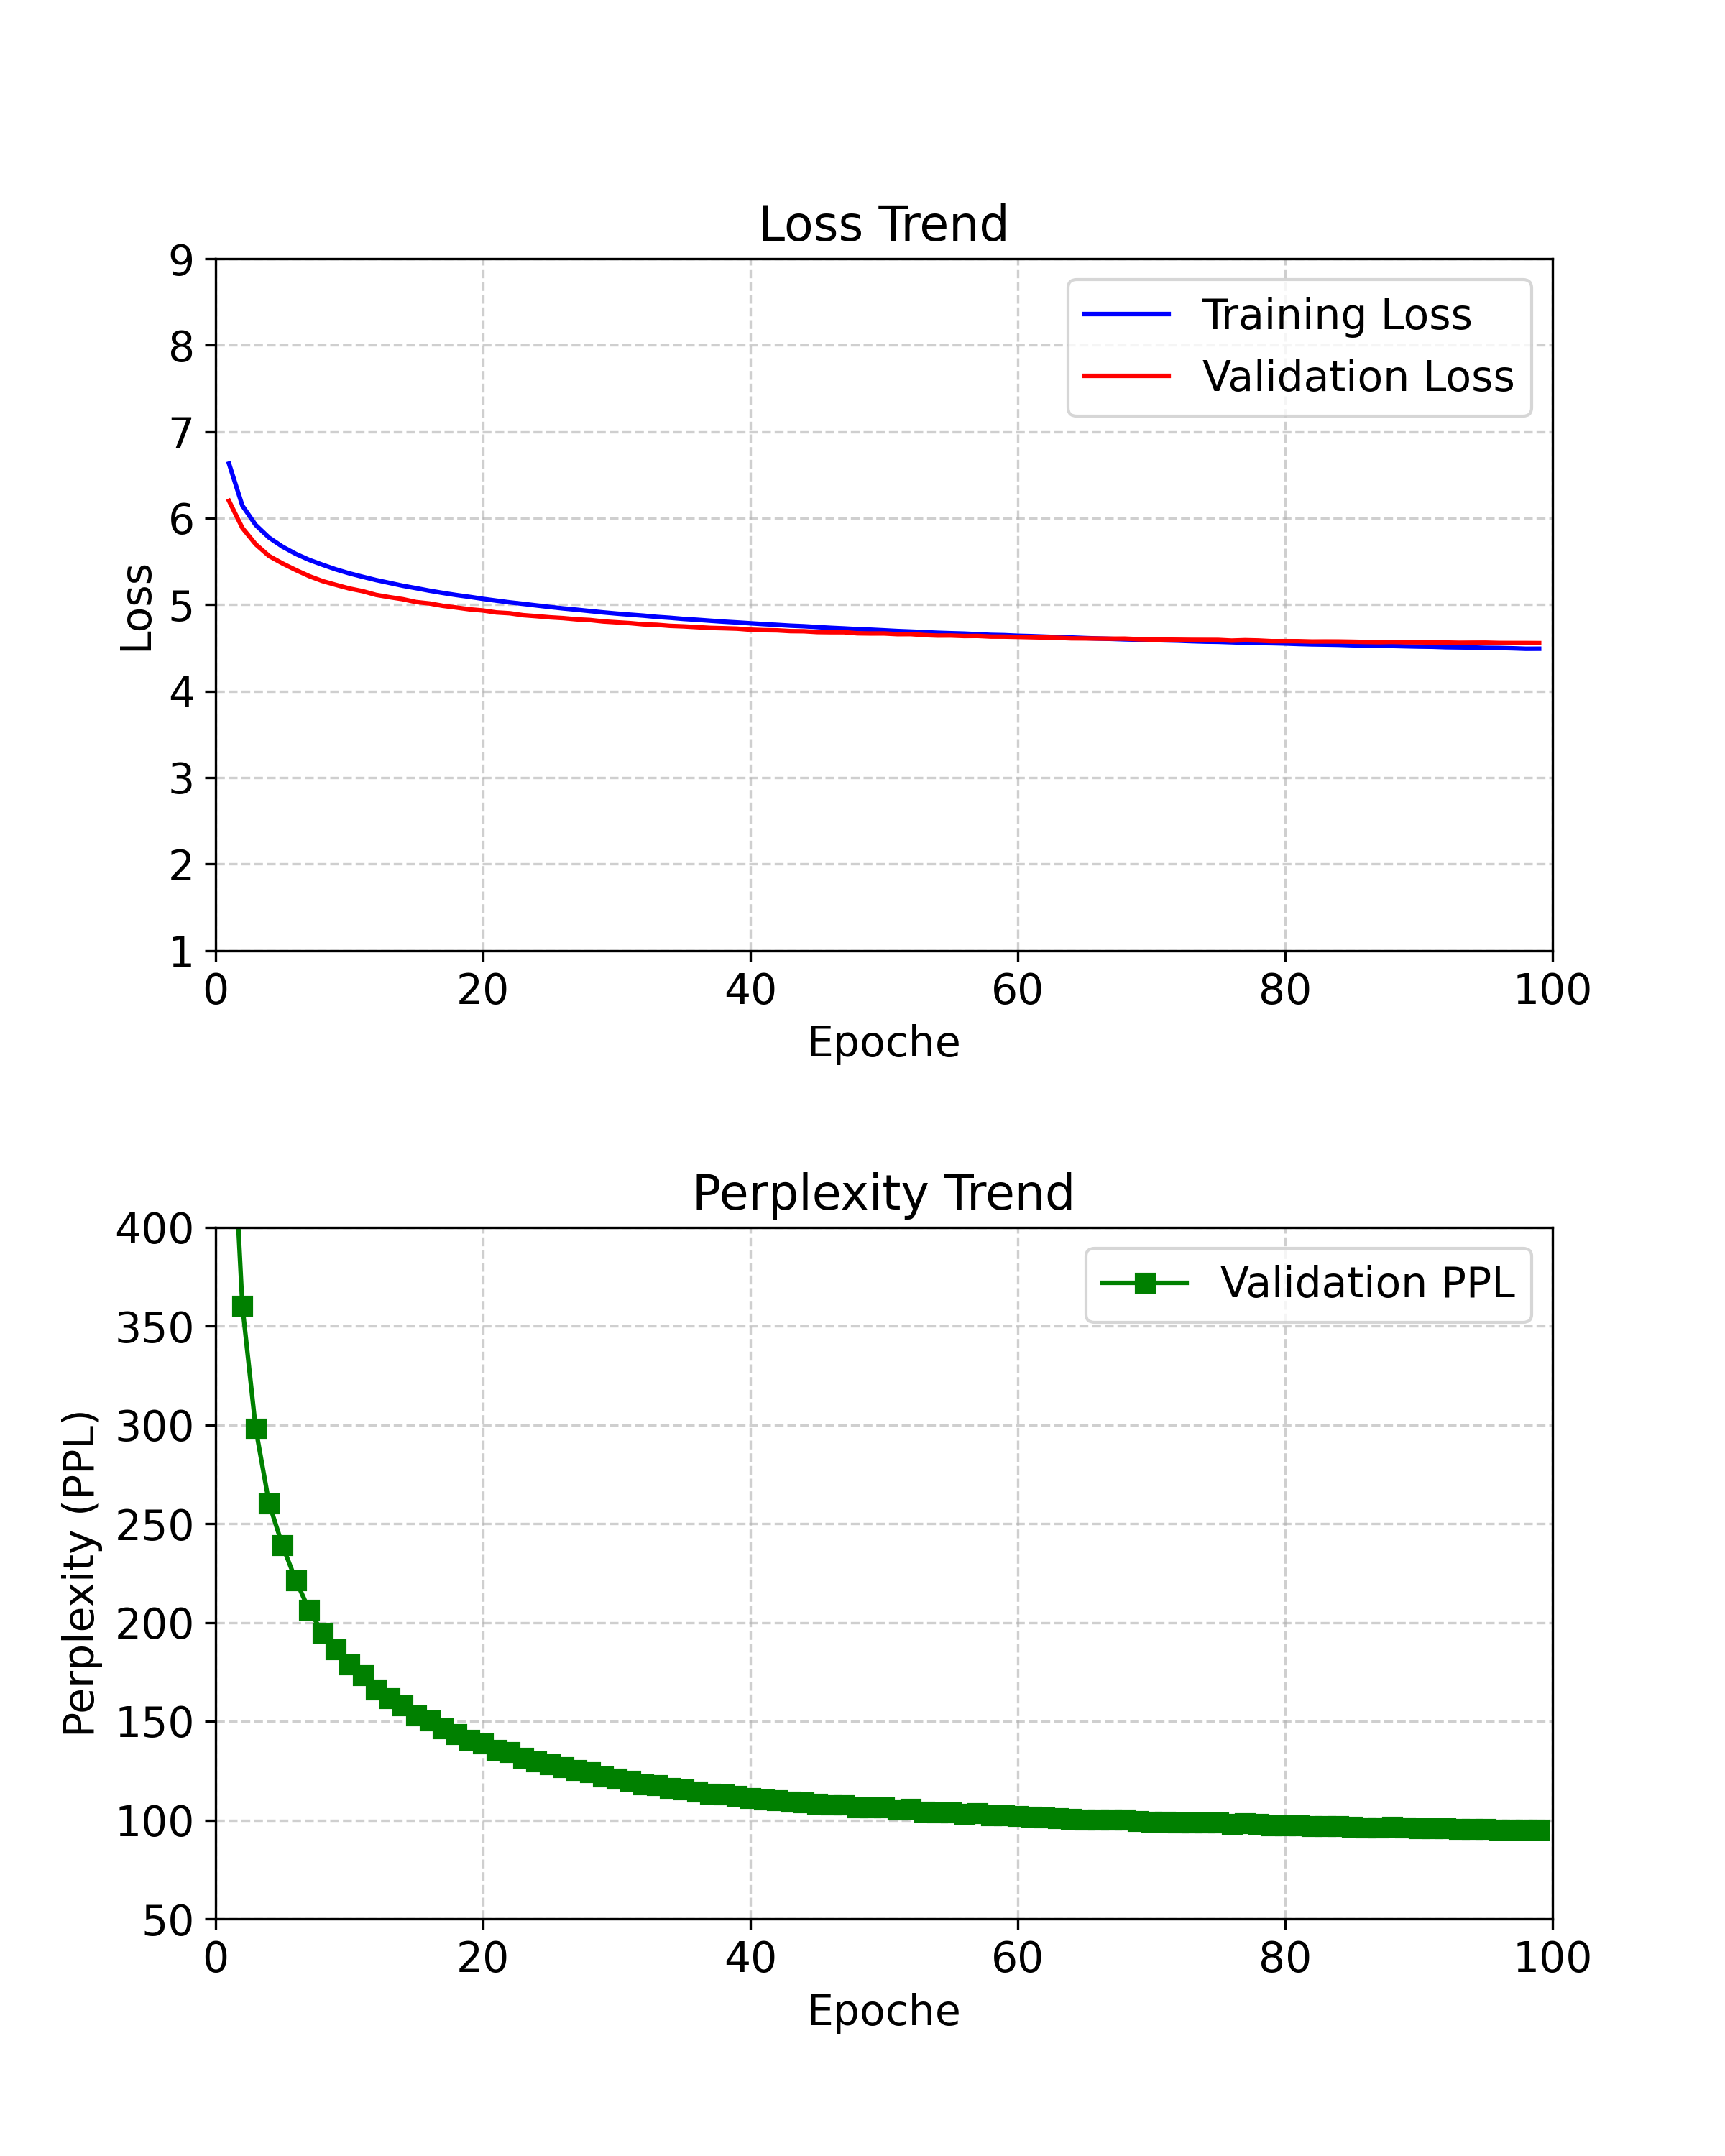 Loss Trend
9
8
7
6
5
4
3
2
1
Loss
Training Loss
Validation Loss
0 20 40 60 80 100
Epoche
Perplexity Trend
400
350
300
250
200
150
100
50
Perplexity (PPL)
Validation PPL
0 20 40 60 80 100
Epoche